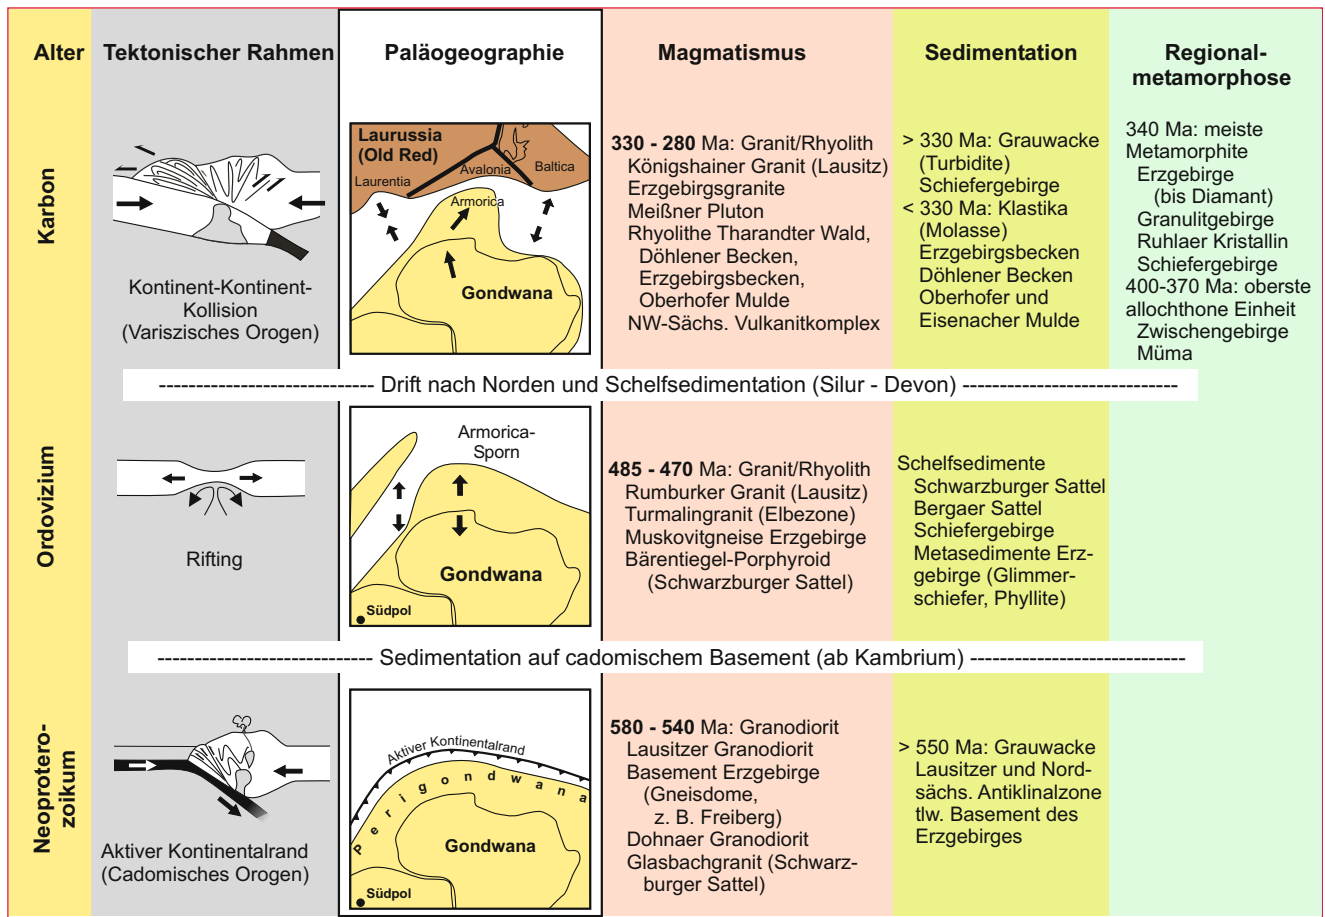 Alter
Tektonischer Rahmen
Paläogeographie
Magmatismus
Sedimentation
Regional-
metamorphose
Karbon
Kontinent-Kontinent-
Kollision
(Variszisches Orogen)
Laurussia
(Old Red)
Avalonia
Baltica
Laurentia
Armorica
Gondwana
330 - 280 Ma: Granit/Rhyolith
Königshainer Granit (Lausitz)
Erzgebirgsgranite
Meißner Pluton
Rhyolithe Tharandter Wald,
Döhlener Becken,
Erzgebirgsbecken,
Oberhofer Mulde
NW-Sächs. Vulkanitkomplex
> 330 Ma: Grauwacke
(Turbidite)
Schiefergebirge
< 330 Ma: Klastika
(Molasse)
Erzgebirgsbecken
Döhlener Becken
Oberhofer und
Eisenacher Mulde
340 Ma: meiste
Metamorphite
Erzgebirge
(bis Diamant)
Granulitgebirge
Ruhlaer Kristallin
Schiefergebirge
400-370 Ma: oberste
allochthone Einheit
Zwischengebirge
Müma
----------------------------- Drift nach Norden und Schelfsedimentation (Silur - Devon) -----------------------------
Ordovizium
Rifting
Armorica-
Sporn
Gondwana
Südpol
485 - 470 Ma: Granit/Rhyolith
Rumburker Granit (Lausitz)
Turmalingranit (Elbezone)
Muskovitgneise Erzgebirge
Bärentiegel-Porphyroid
(Schwarzburger Sattel)
Schelfsedimente
Schwarzburger Sattel
Bergaer Sattel
Schiefergebirge
Metasedimente Erz-
gebirge (Glimmer-
schiefer, Phyllite)
----------------------------- Sedimentation auf cadomischem Basement (ab Kambrium) -----------------------------
Neoprotero-
zoikum
Aktiver Kontinentalrand
(Cadomisches Orogen)
Aktiver Kontinentalrand
Perigondwana
Gondwana
Südpol
580 - 540 Ma: Granodiorit
Lausitzer Granodiorit
Basement Erzgebirge
(Gneisdome,
z. B. Freiberg)
Dohnaer Granodiorit
Glasbachgranit (Schwarz-
burger Sattel)
> 550 Ma: Grauwacke
Lausitzer und Nord-
sächs. Antiklinalzone
tlw. Basement des
Erzgebirges